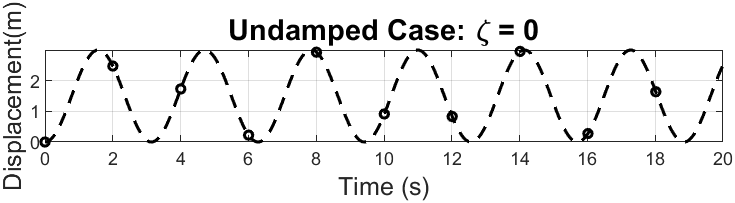 Undamped Case: ζ = 0
Displacement(m)
2
1
0
0 2 4 6 8 10 12 14 16 18 20
Time (s)